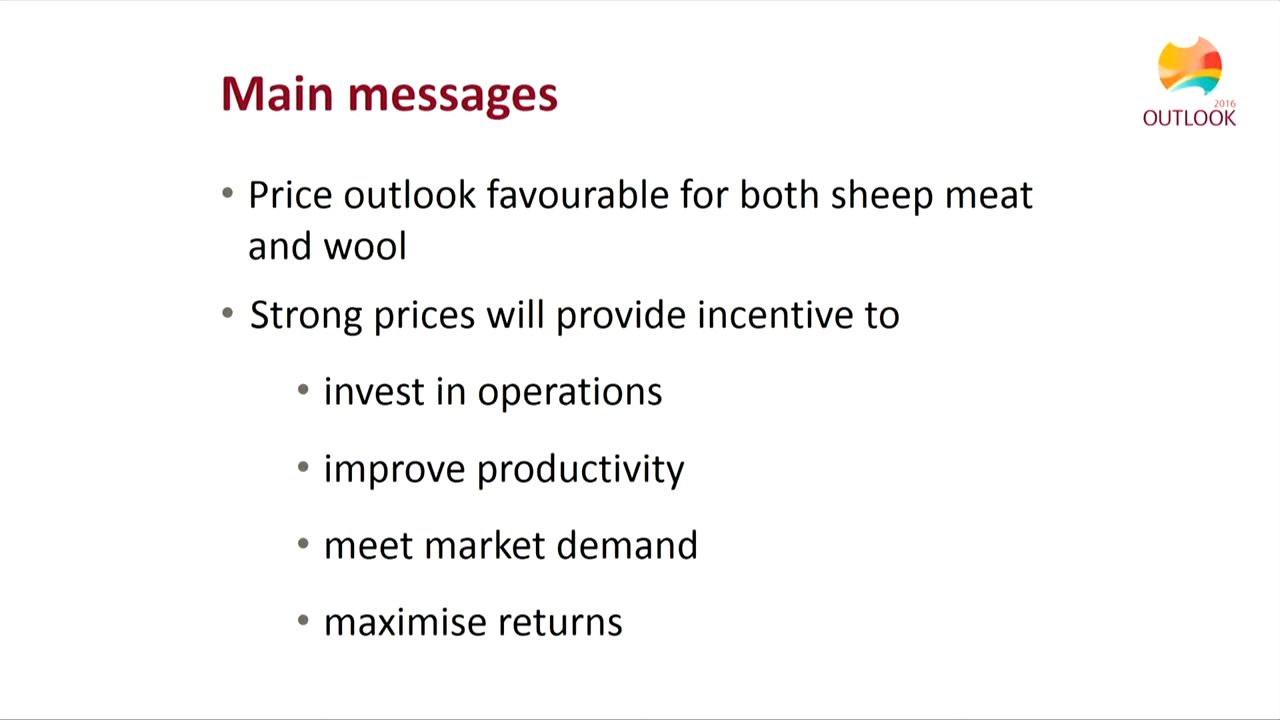 Main messages
2016
OUTLOOK
• Price outlook favourable for both sheep meat
and wool
• Strong prices will provide incentive to
• invest in operations
• improve productivity
• meet market demand
• maximise returns